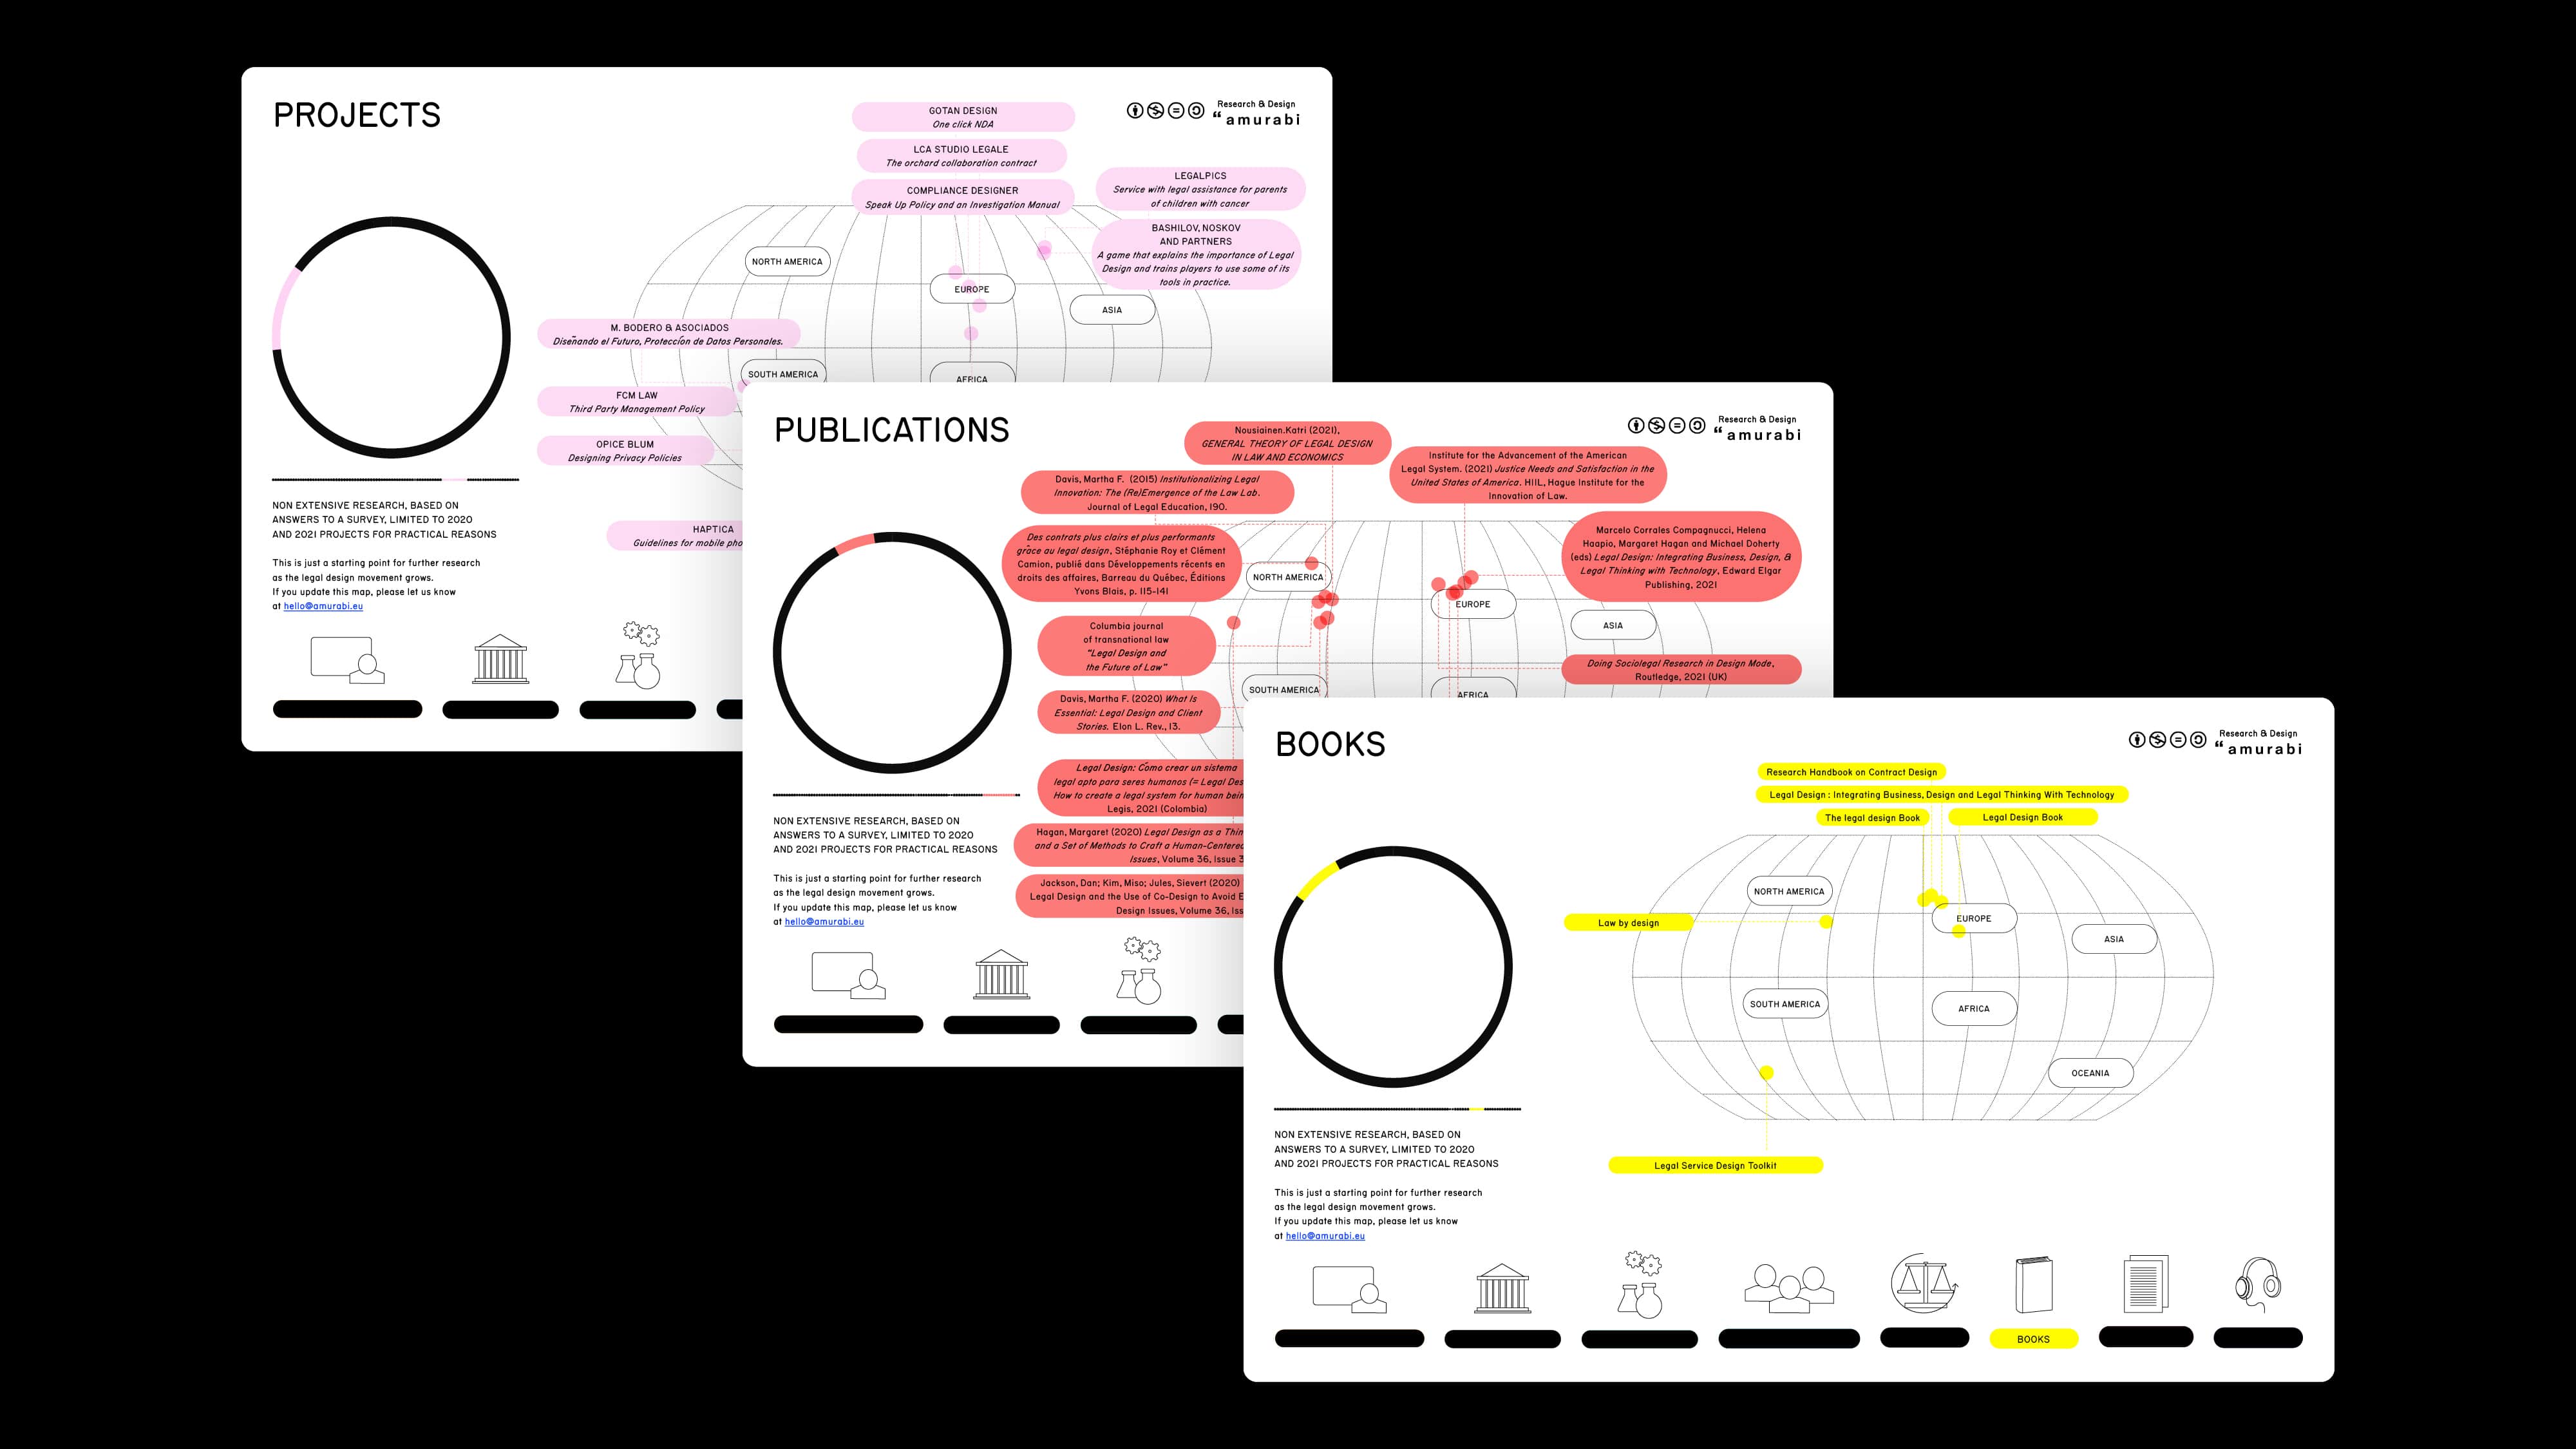 PROJECTS
Research & Design
“amurabi
GOTAN DESIGN
One click NDA
LCA STUDIO LEGALE
The orchard collaboration contract
COMPLIANCE DESIGNER
Speak Up Policy and an Investigation Manual
LEGALPICS
Service with legal assistance for parents
of children with cancer
BASHILOV, NOSKOV
AND PARTNERS
A game that explains the importance of Legal
Design and trains players to use some of its
tools in practice.
NORTH AMERICA
EUROPE
ASIA
M. BODERO & ASOCIADOS
Diseñando el Futuro, Protección de Datos Personales.
SOUTH AMERICA
AFRICA
FCM LAW
Third Party Management Policy
OPICE BLUM
Designing Privacy Policies
HAPTICA
Guidelines for mobile pho
NON EXTENSIVE RESEARCH, BASED ON
ANSWERS TO A SURVEY, LIMITED TO 2020
AND 2021 PROJECTS FOR PRACTICAL REASONS
This is just a starting point for further research
as the legal design movement grows.
If you update this map, please let us know
at hello@amurabi.eu
PUBLICATIONS
Research & Design
“amurabi
Nousiainen.Katri (2021),
GENERAL THEORY OF LEGAL DESIGN
IN LAW AND ECONOMICS
Institute for the Advancement of the American
Legal System. (2021) Justice Needs and Satisfaction in the
United States of America. HIIL, Hague Institute for the
Innovation of Law.
Davis, Martha F. (2015) Institutionalizing Legal
Innovation: The (Re)Emergence of the Law Lab.
Journal of Legal Education, 190.
Des contrats plus clairs et plus performants
grâce au legal design, Stéphanie Roy et Clément
Camion, publié dans Développements récents en
droits des affaires, Barreau du Québec, Éditions
Yvons Blais, p. 115-141
Marcelo Corrales Compagnucci, Helena
Haapio, Margaret Hagan and Michael Doherty
(eds) Legal Design: Integrating Business, Design, &
Legal Thinking with Technology, Edward Elgar
Publishing, 2021
NORTH AMERICA
EUROPE
ASIA
Columbia journal
of transnational law
“Legal Design and
the Future of Law”
Doing Sociolegal Research in Design Mode,
Routledge, 2021 (UK)
SOUTH AMERICA
AFRICA
Davis, Martha F. (2020) What Is
Essential: Legal Design and Client
Stories. Elon L. Rev., 13.
Legal Design: Cómo crear un sistema
legal apto para seres humanos (= Legal Des
How to create a legal system for human bein
Legis, 2021 (Colombia)
Hagan, Margaret (2020) Legal Design as a Thin
and a Set of Methods to Craft a Human-Centered
Issues, Volume 36, Issue 3
Jackson, Dan; Kim, Miso; Jules, Sievert (2020)
Legal Design and the Use of Co-Design to Avoid E
Design Issues, Volume 36, Iss
NON EXTENSIVE RESEARCH, BASED ON
ANSWERS TO A SURVEY, LIMITED TO 2020
AND 2021 PROJECTS FOR PRACTICAL REASONS
This is just a starting point for further research
as the legal design movement grows.
If you update this map, please let us know
at hello@amurabi.eu
BOOKS
Research & Design
“amurabi
Research Handbook on Contract Design
Legal Design : Integrating Business, Design and Legal Thinking With Technology
The legal design Book
Legal Design Book
NORTH AMERICA
EUROPE
Law by design
ASIA
SOUTH AMERICA
AFRICA
OCEANIA
Legal Service Design Toolkit
NON EXTENSIVE RESEARCH, BASED ON
ANSWERS TO A SURVEY, LIMITED TO 2020
AND 2021 PROJECTS FOR PRACTICAL REASONS
This is just a starting point for further research
as the legal design movement grows.
If you update this map, please let us know
at hello@amurabi.eu
BOOKS